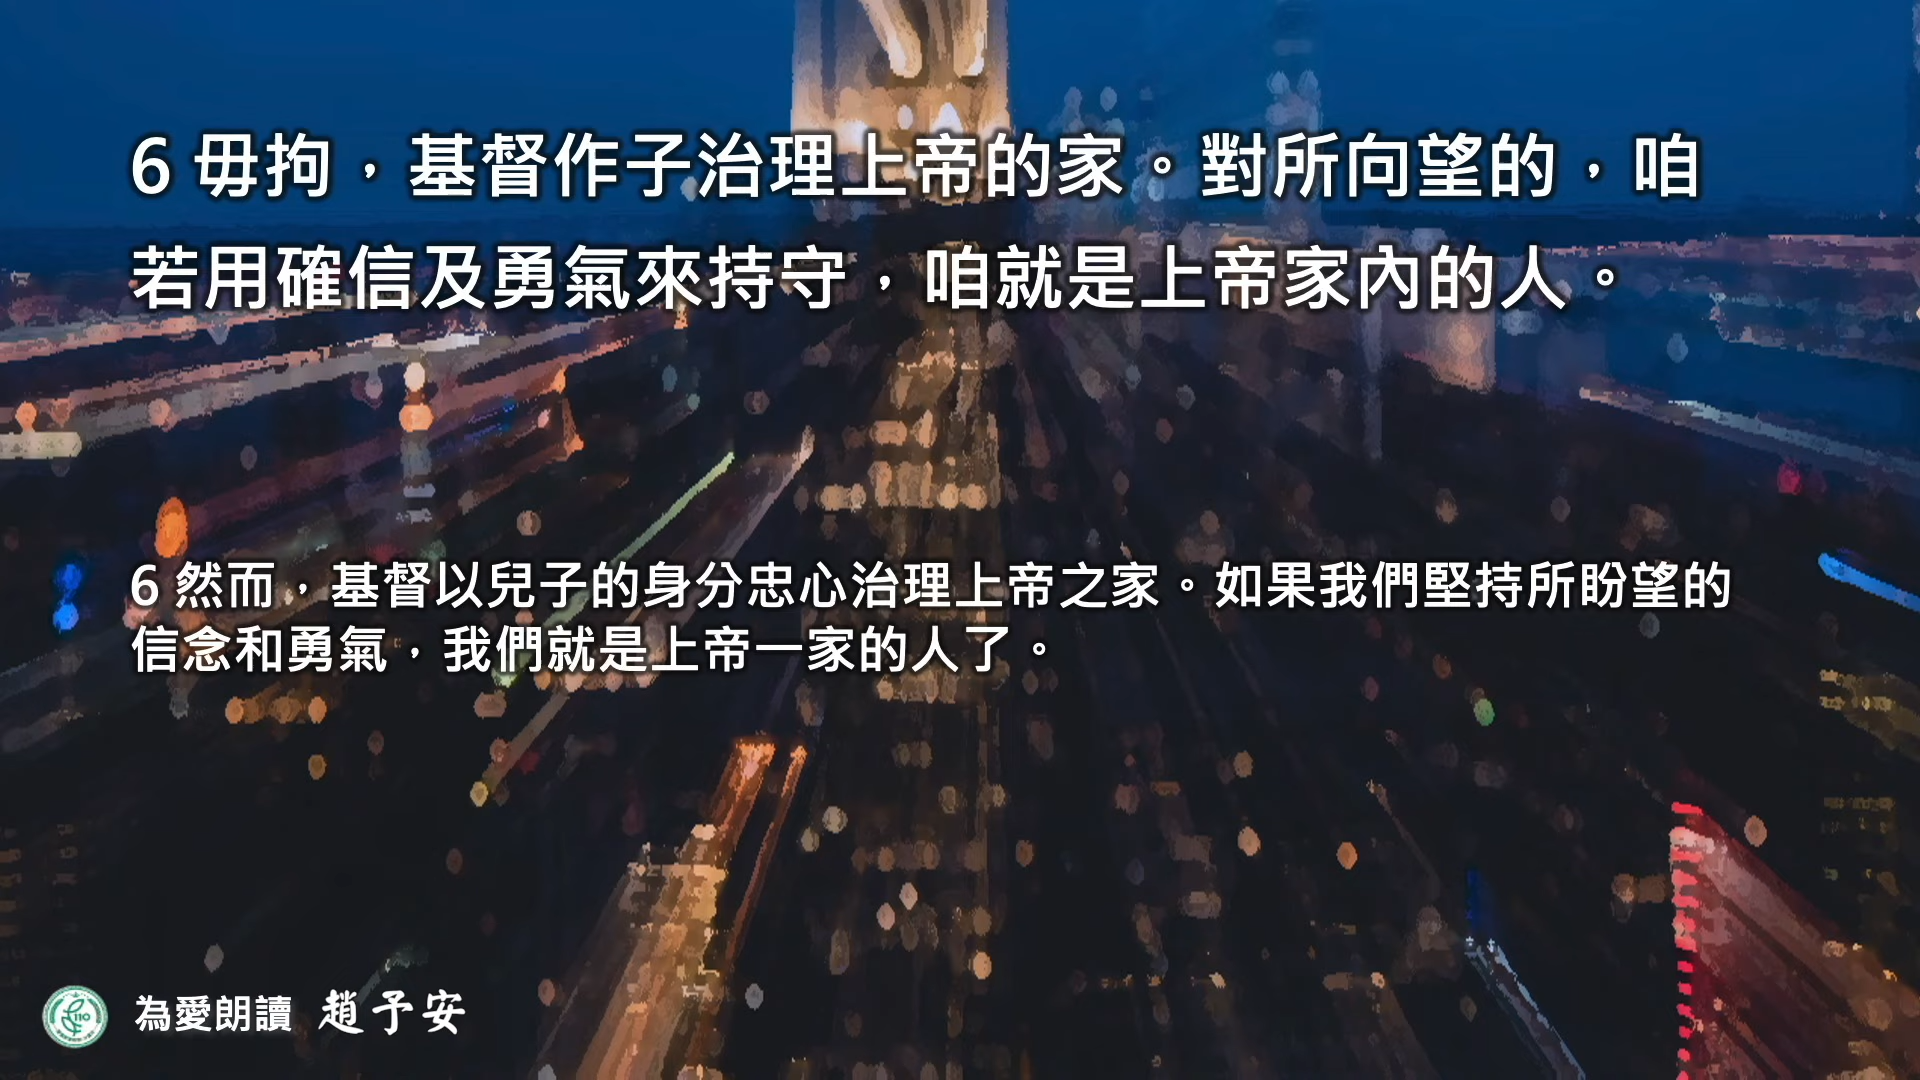 6 毋拘，基督作子治理上帝的家。對所向望的，咱
若用確信及勇氣來持守，咱就是上帝家內的人。
6 然而，基督以兒子的身分忠心治理上帝之家。如果我們堅持所盼望的
信念和勇氣，我們就是上帝一家的人了。
為愛朗讀 趙予安
110